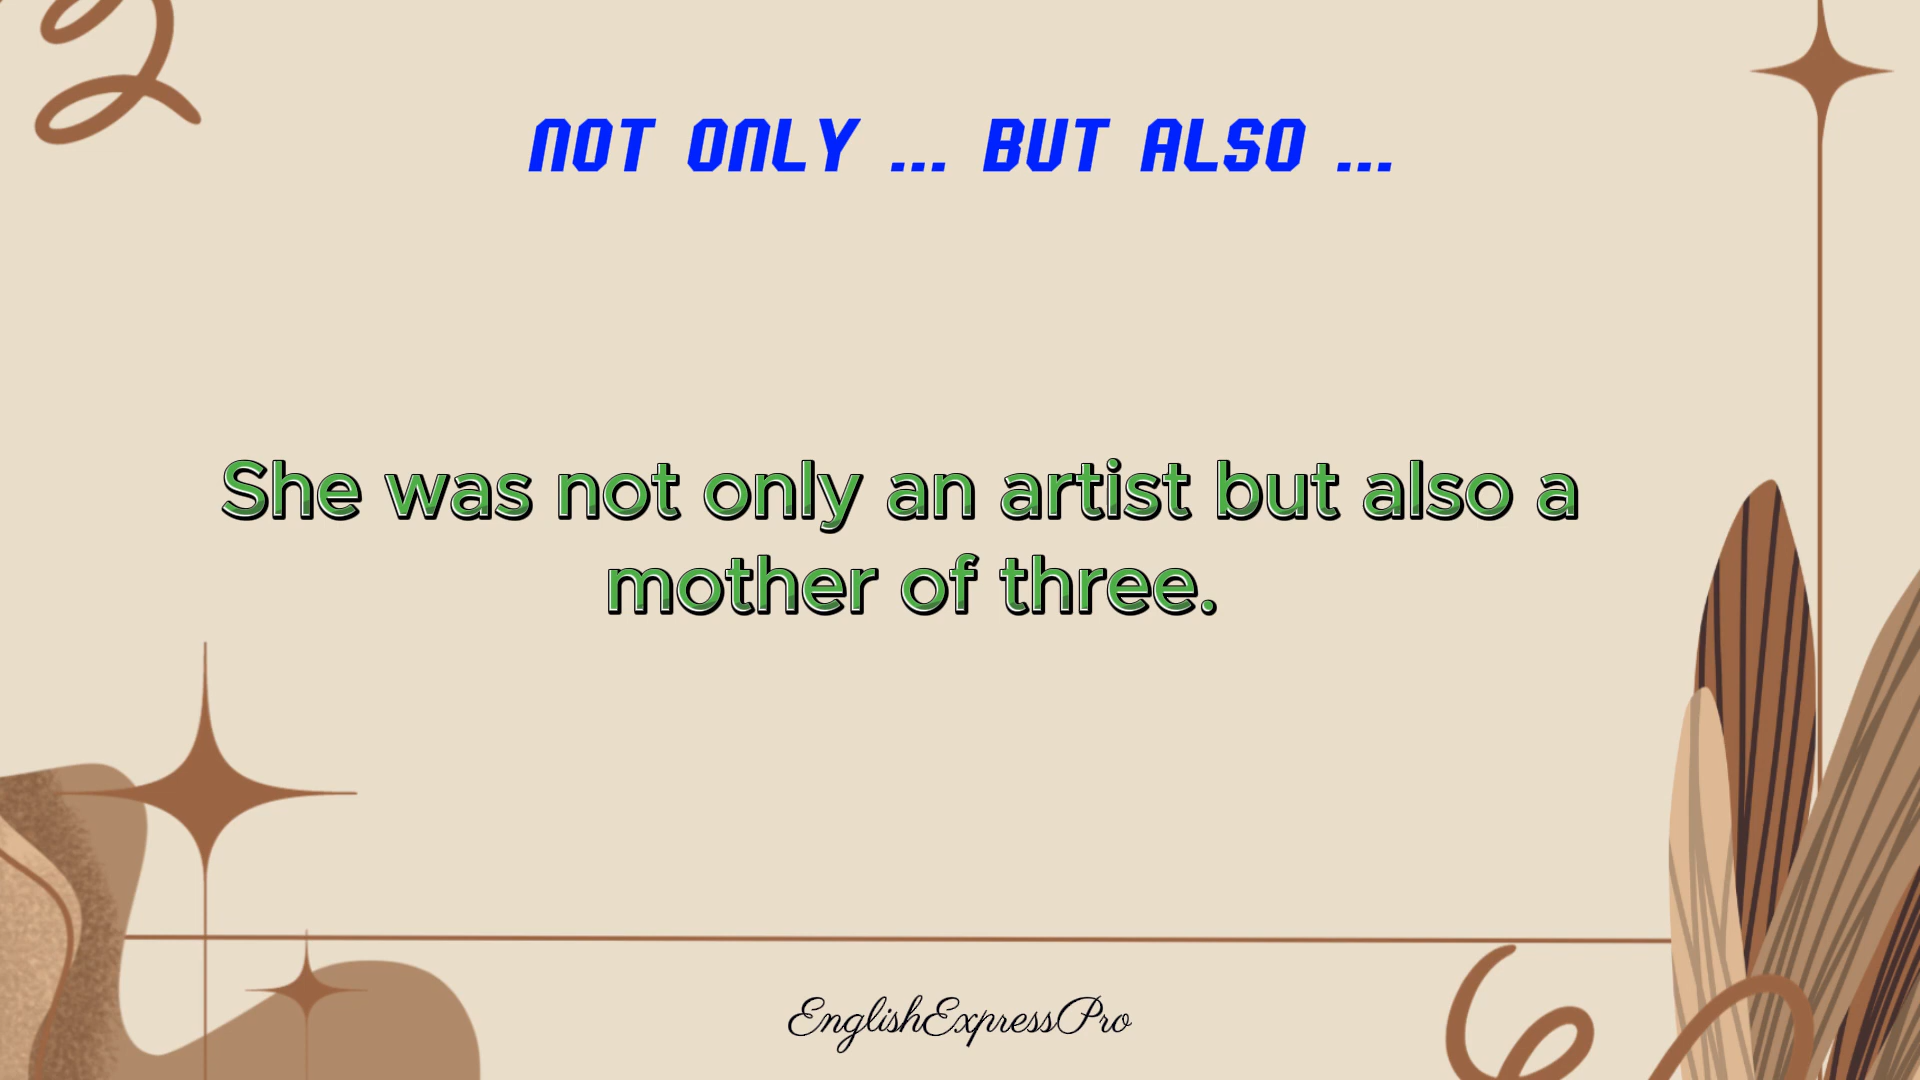 NOT ONLY ... BUT ALSO ...
She was not only an artist but also a
mother of three.
EnglishExpressPro